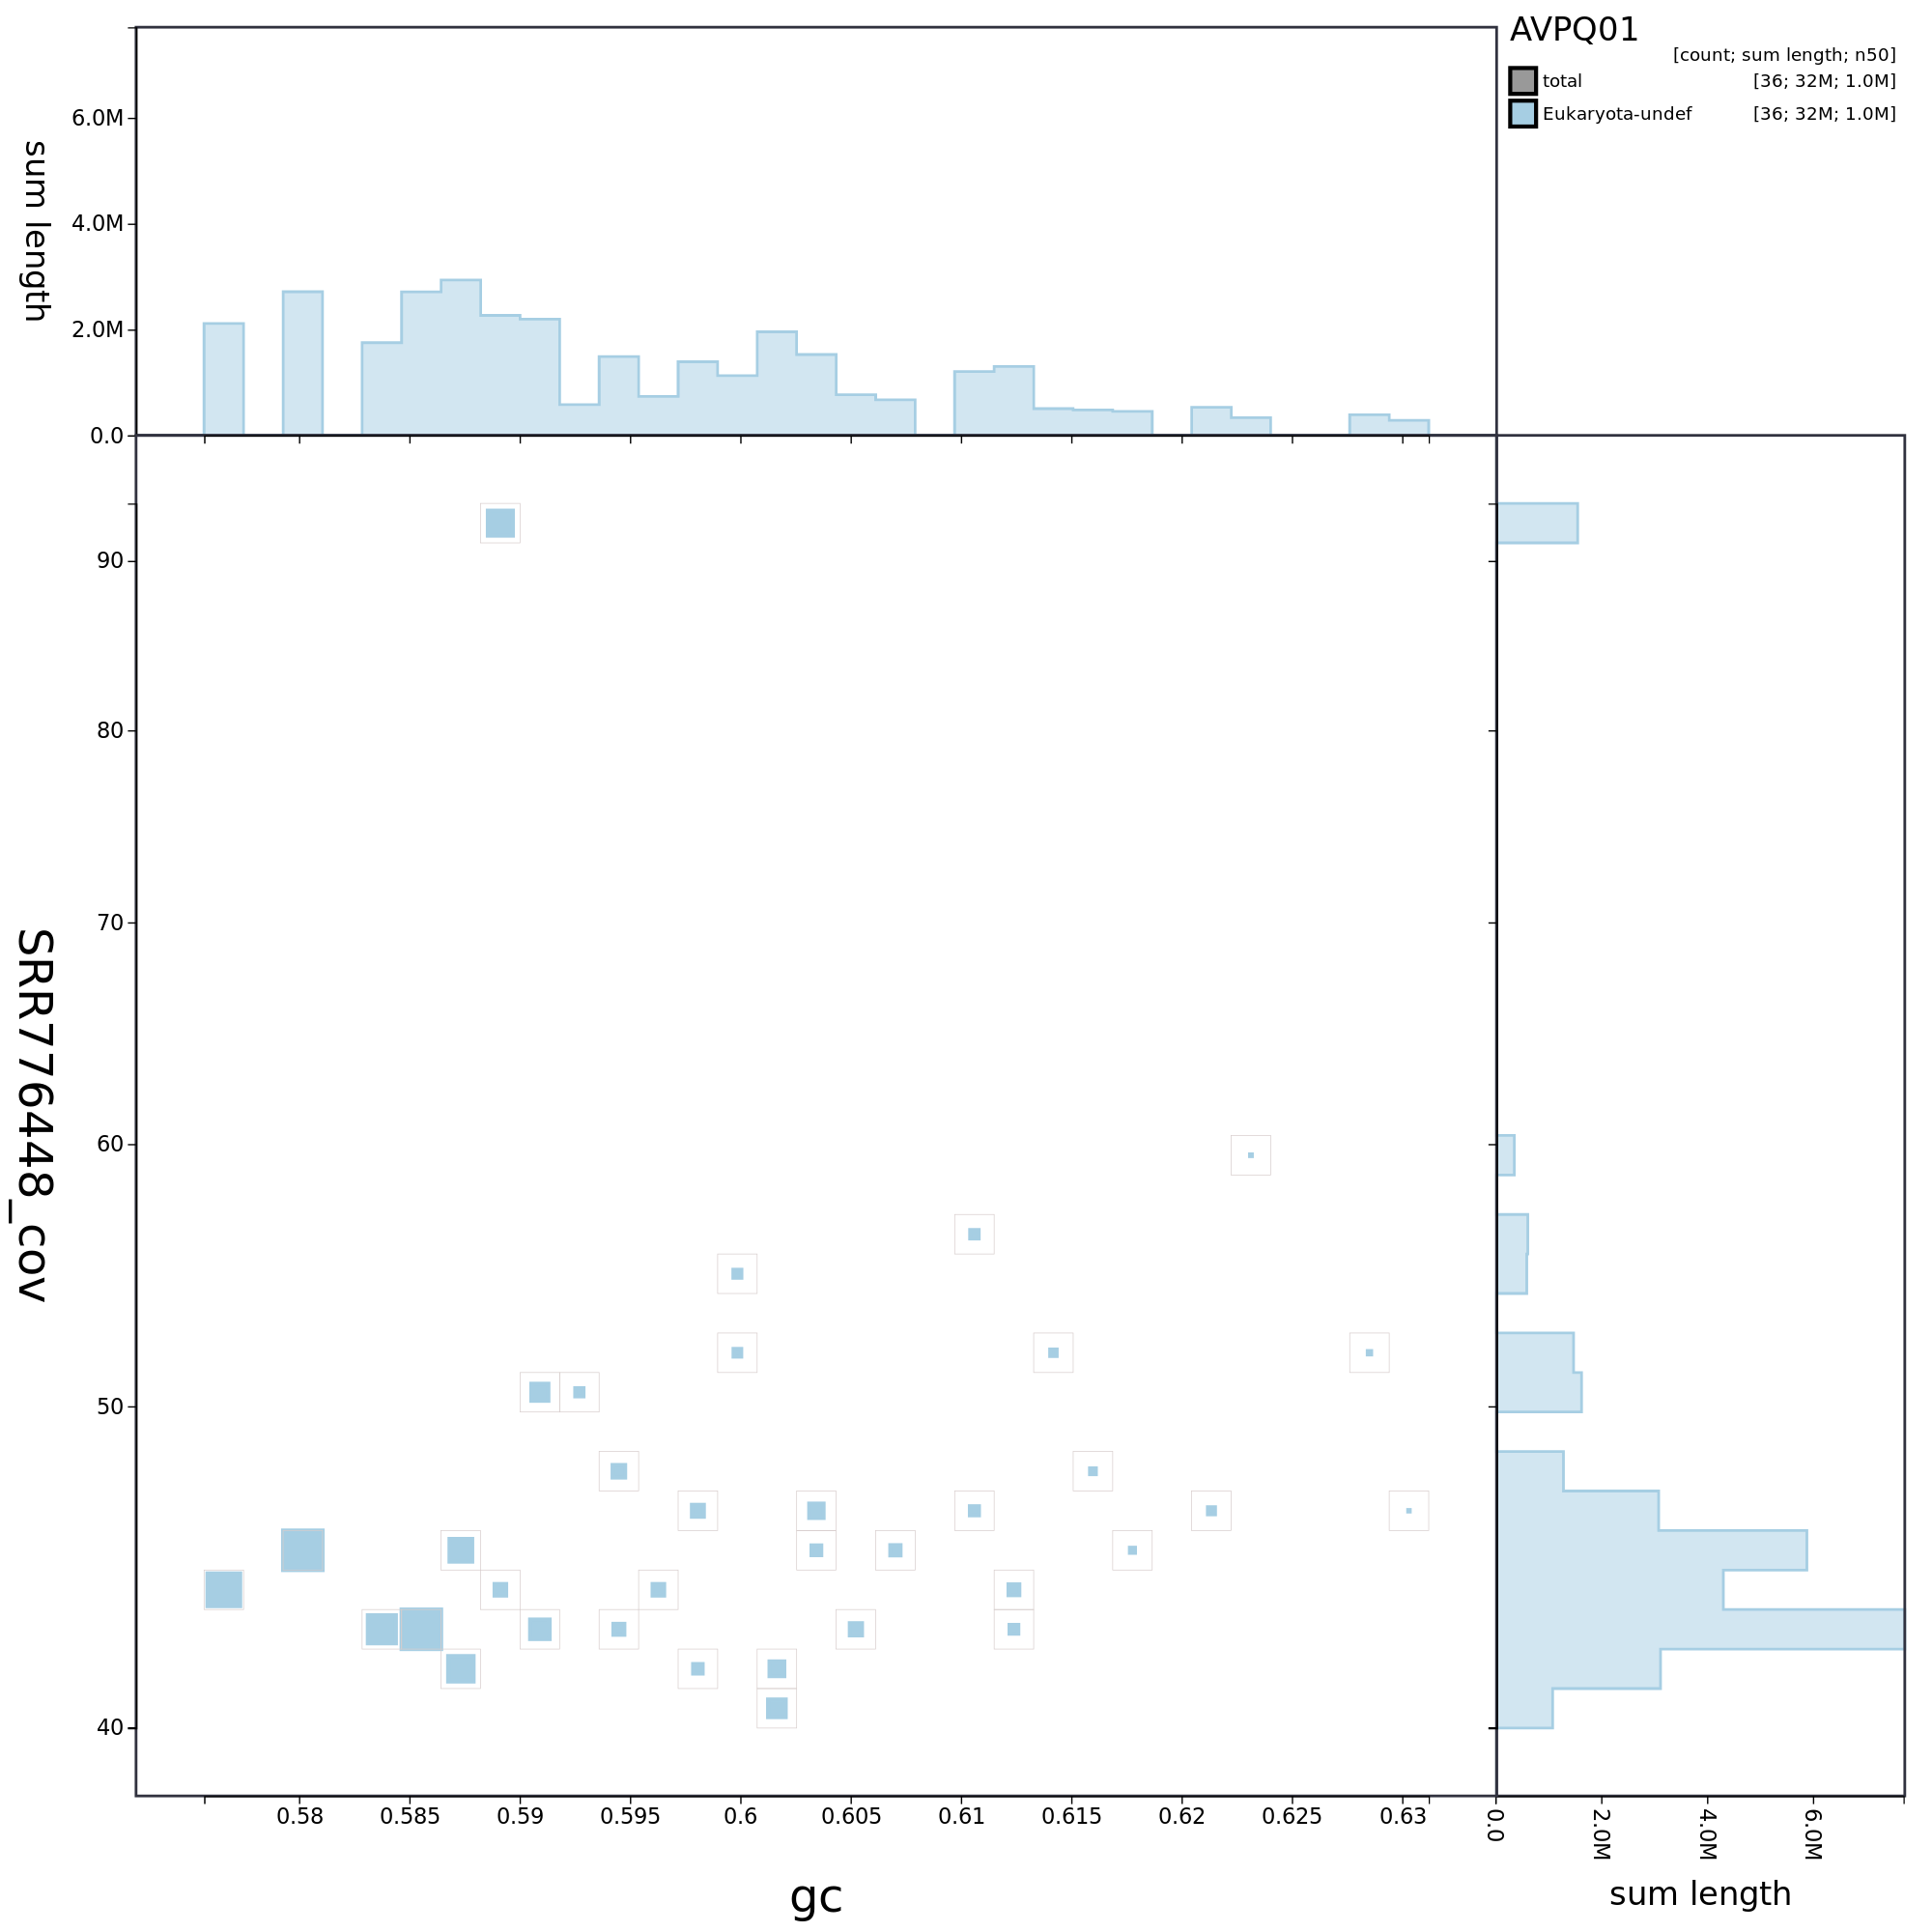 AVPQ01
[count; sum length; n50]
total [36; 32M; 1.0M]
Eukaryota-undef [36; 32M; 1.0M]
sum length
6.0M
4.0M
2.0M
0.0
SRR776448_cov
90
80
70
60
50
40
0.58 0.585 0.59 0.595 0.6 0.605 0.61 0.615 0.62 0.625 0.63
gc
0.0 2.0M 4.0M 6.0M
sum length